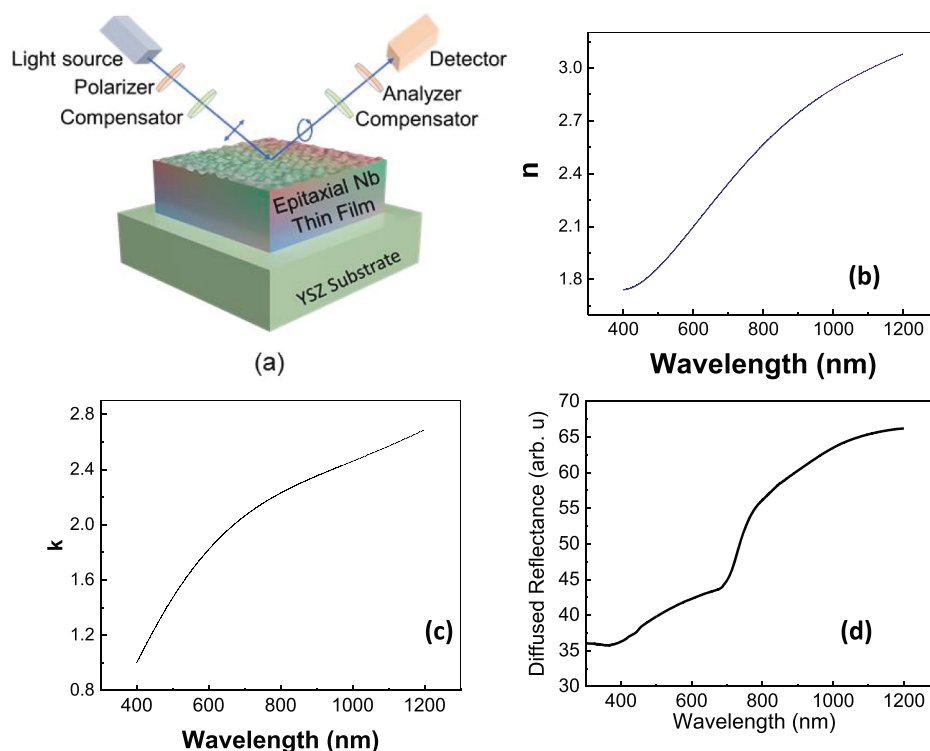 Light source
Polarizer
Compensator
Detector
Analyzer
Compensator
Epitaxial Nb
Thin Film
YSZ Substrate
(a)
3.0
2.7
2.4
2.1
1.8
n
(b)
400 600 800 1000 1200
Wavelength (nm)
2.8
2.4
2.0
1.6
1.2
0.8
k
(c)
400 600 800 1000 1200
Wavelength (nm)
70
65
60
55
50
45
40
35
30
Diffused Reflectance (arb. u)
(d)
400 600 800 1000 1200
Wavelength (nm)